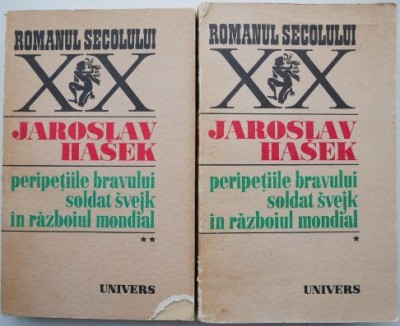 ROMANUL SECOLULUI
XX
JAROSLAV
HAŠEK
peripețiile bravului
soldat švejk
în războiul mondial
**
UNIVERS
ROMANUL SECOLULUI
XX
JAROSLAV
HAŠEK
peripețiile bravului
soldat švejk
în războiul mondial
*
UNIVERS